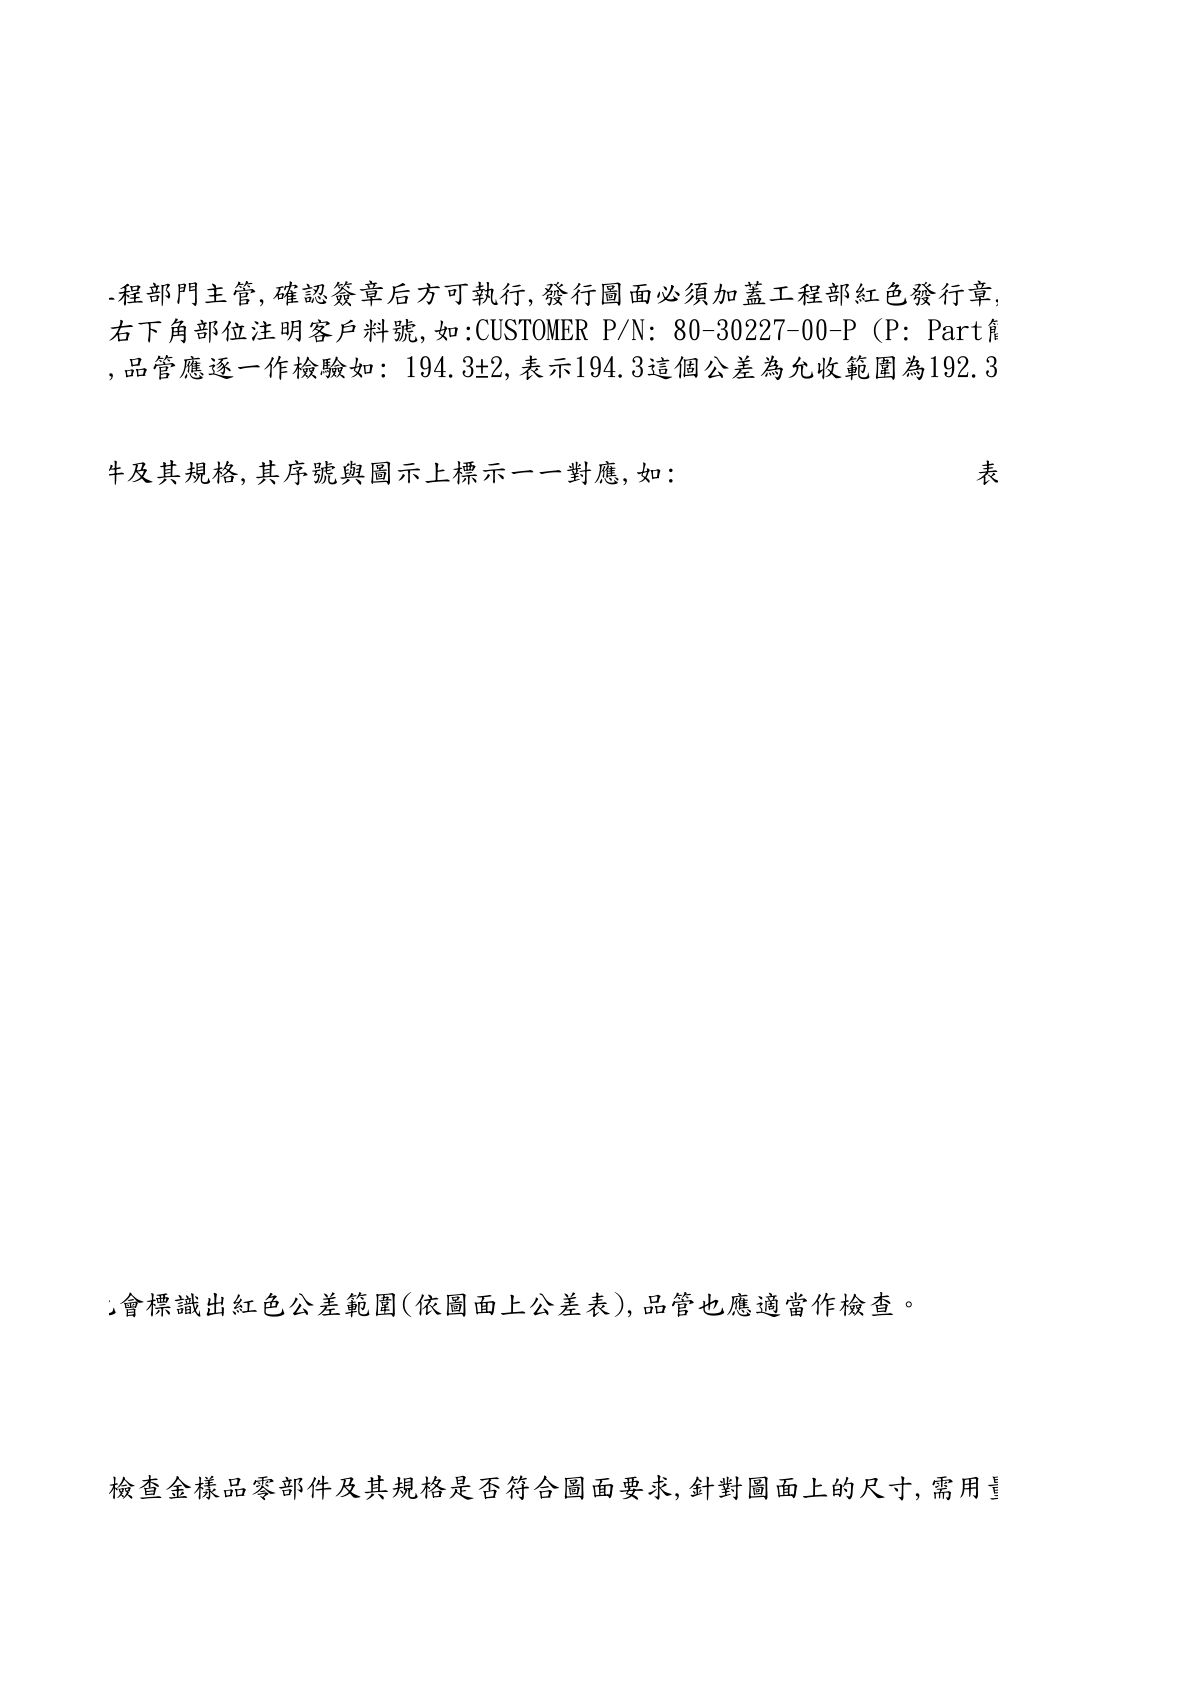 程部門主管,確認簽章后方可執行,發行圖面必須加蓋工程部紅色發行章,
右下角部位注明客戶料號,如:CUSTOMER P/N: 80-30227-00-P (P: Part
,品管應逐一作檢驗如: 194.3±2,表示194.3這個公差為允收範圍為192.3
件及其規格,其序號與圖示上標示一一對應,如: 表
會標識出紅色公差範圍(依圖面上公差表),品管也應適當作檢查。
檢查金樣品零部件及其規格是否符合圖面要求,針對圖面上的尺寸,需用